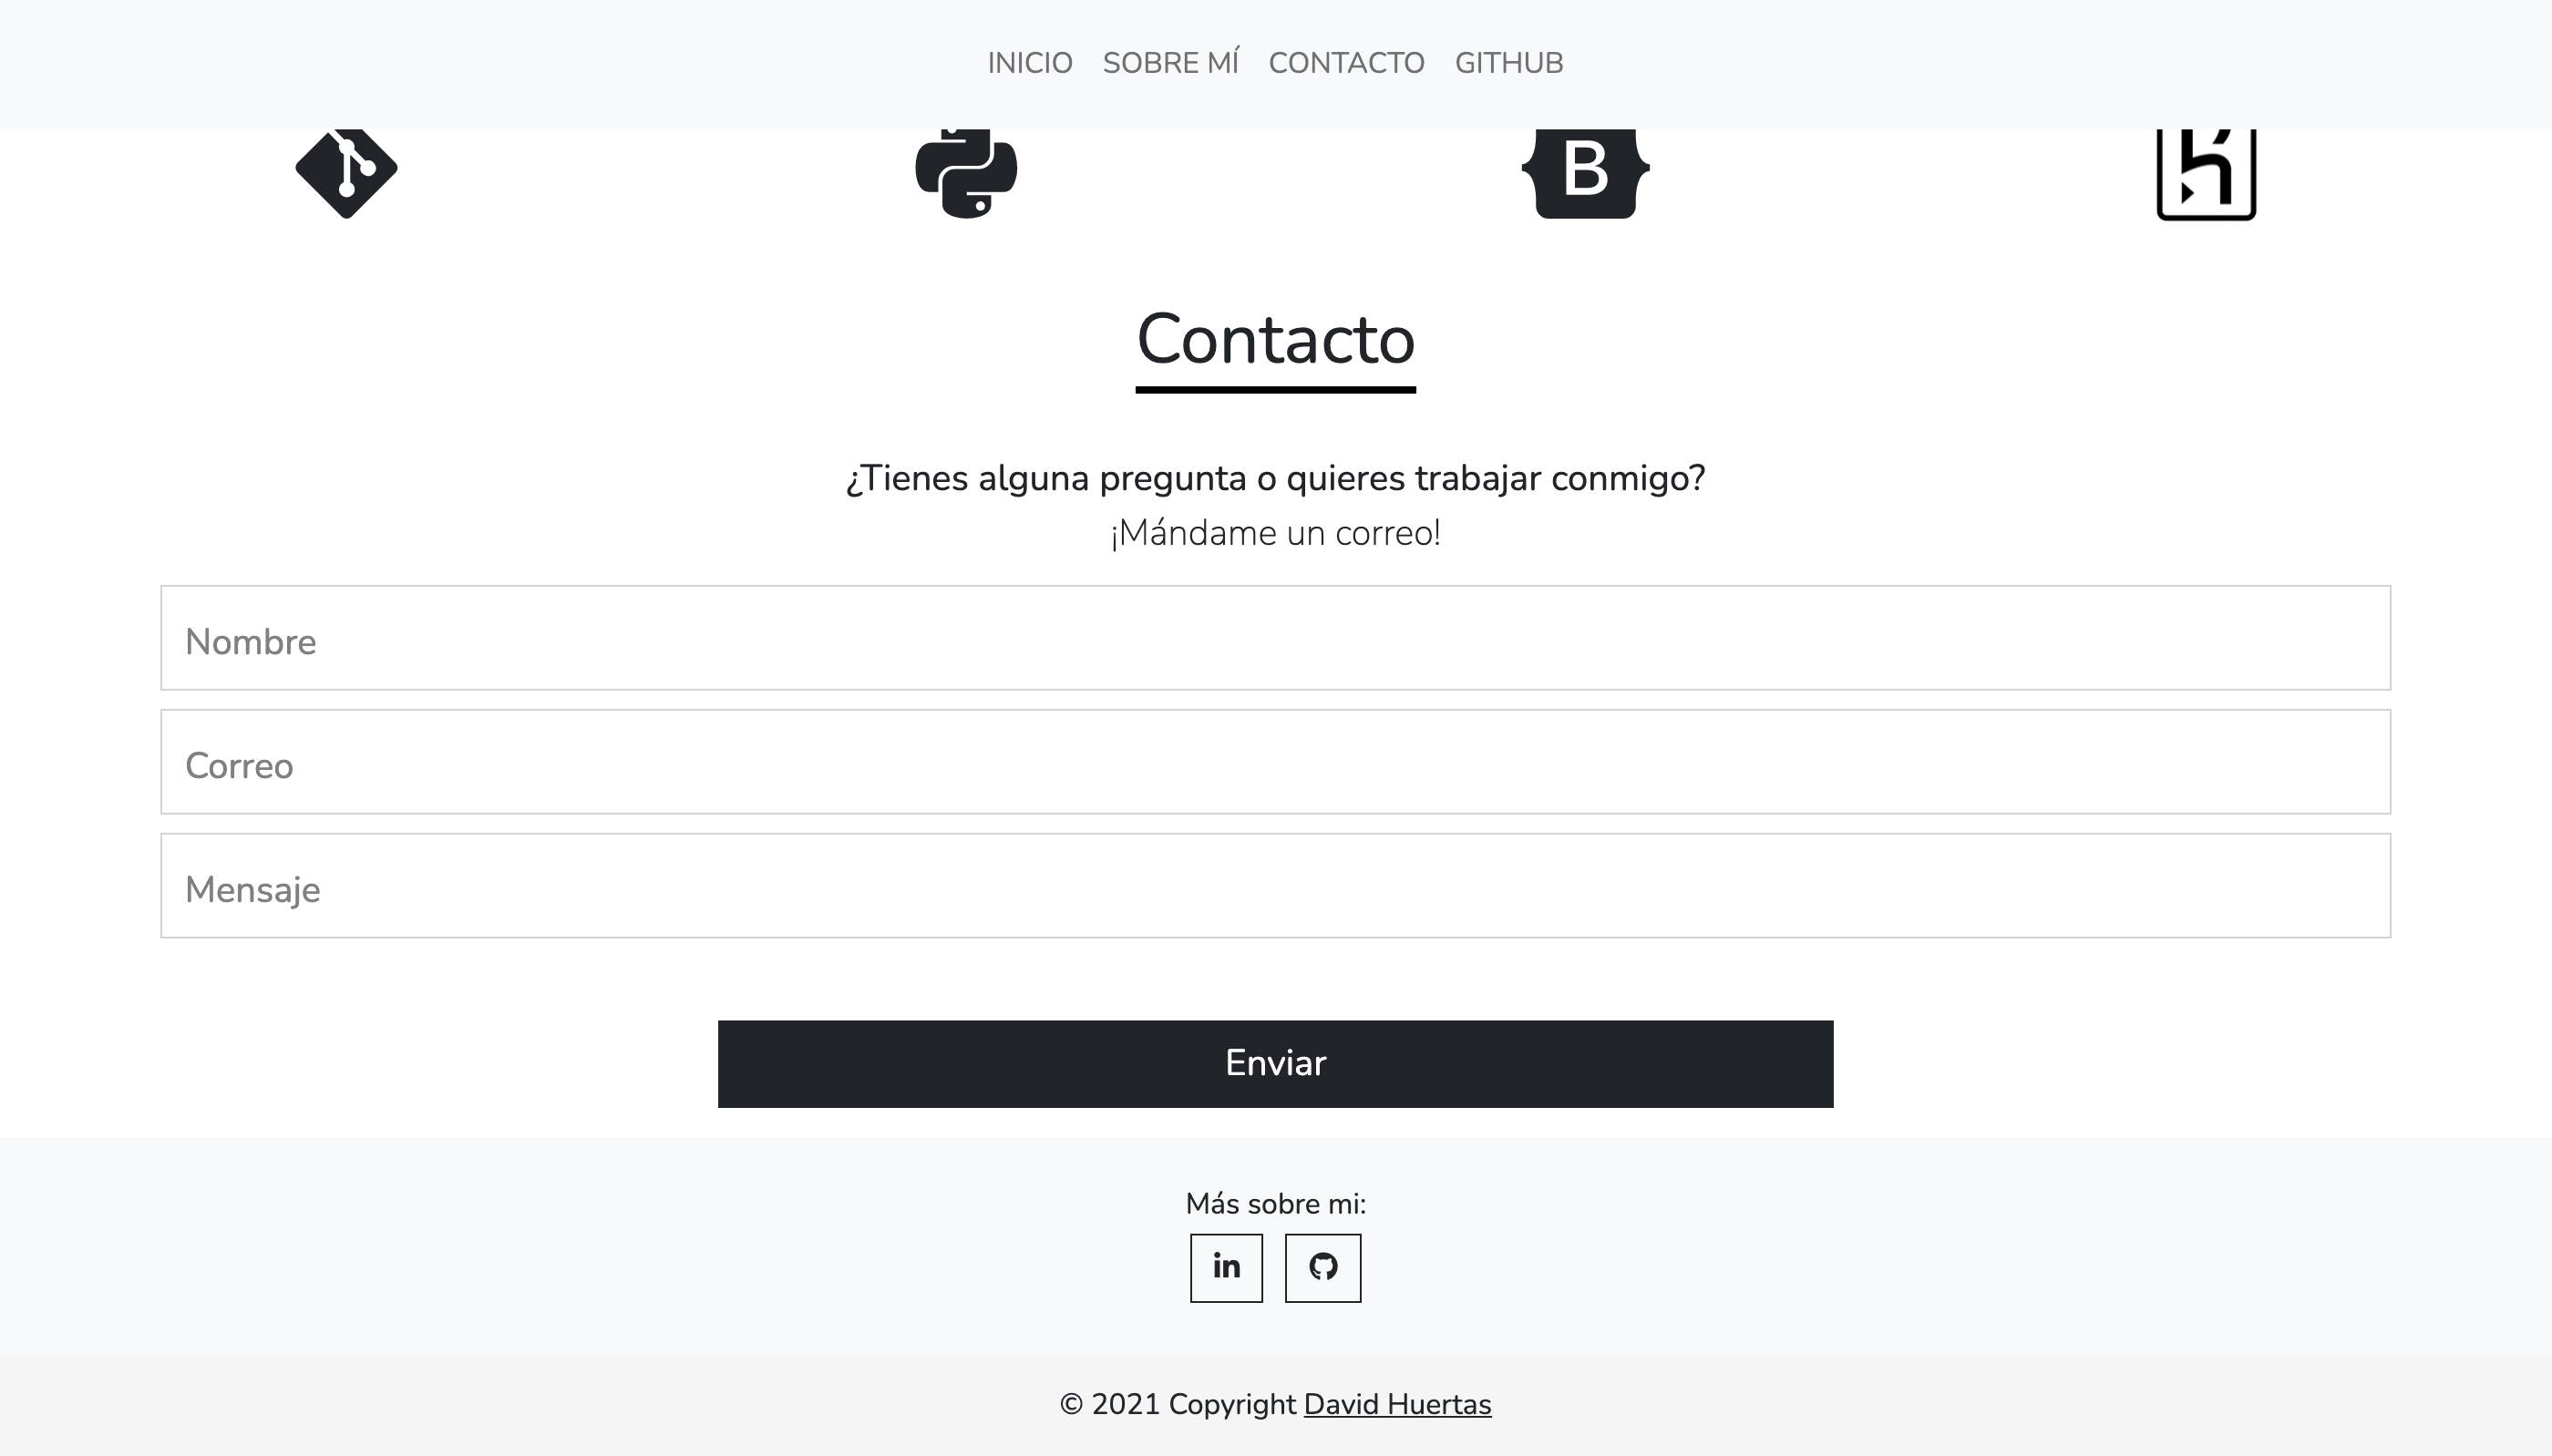 INICIO SOBRE MÍ CONTACTO GITHUB
B
Contacto
¿Tienes alguna pregunta o quieres trabajar conmigo?
¡Mándame un correo!
Nombre
Correo
Mensaje
Enviar
Más sobre mi:
in
© 2021 Copyright David Huertas